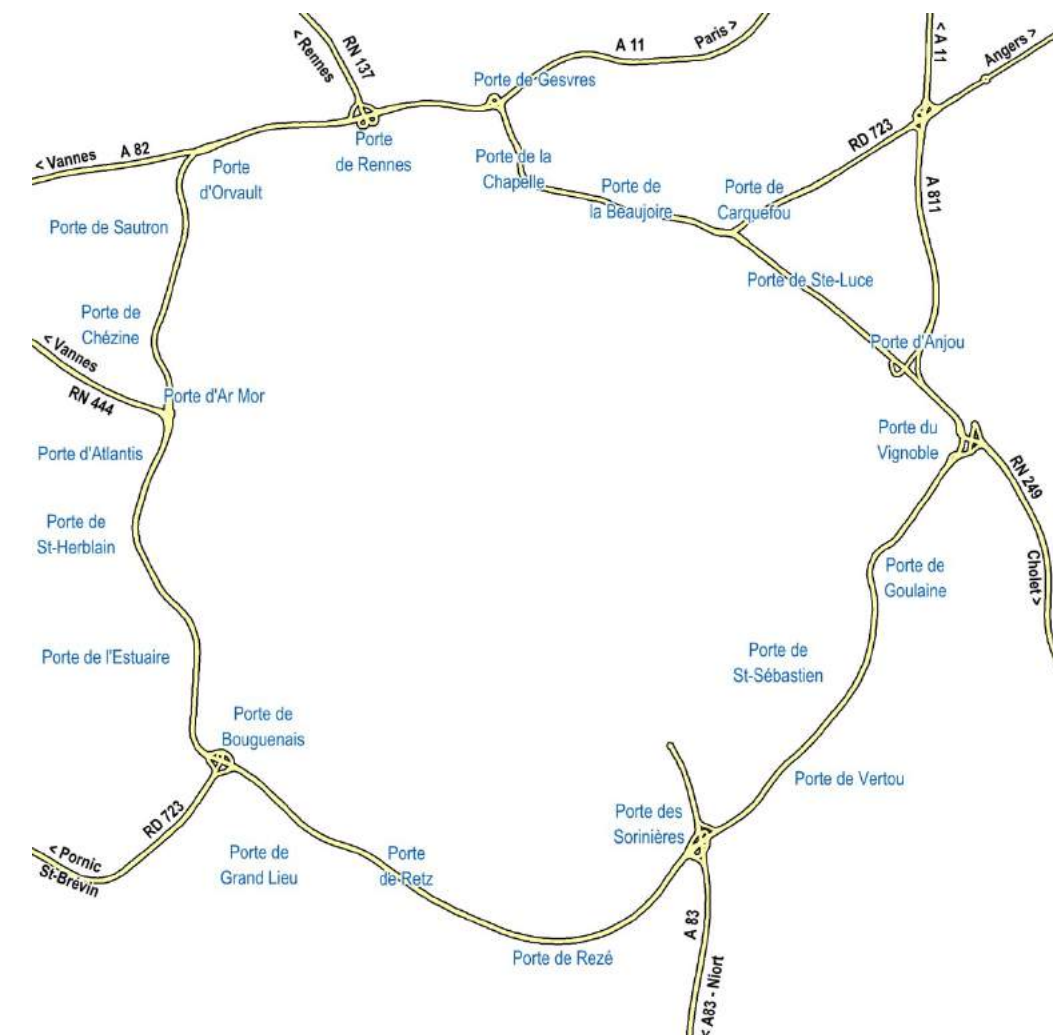 < Rennes
RN 137
A 11
Paris >
< A 11
Angers >
Porte de Gesvres
< Vannes
A 82
Porte
d'Orvault
Porte
de Rennes
Porte de la
Chapelle
Porte de
la Beaujoire
Porte de
Carquefou
RD 723
A 811
Porte de Sautron
Porte de Ste-Luce
Porte de
Chézine
< Vannes
RN 444
Porte d'Ar Mor
Porte d'Anjou
Porte d'Atlantis
Porte du
Vignoble
RN 249
Cholet >
Porte de
St-Herblain
Porte de
Goulaine
Porte de l'Estuaire
Porte de
St-Sébastien
Porte de
Bouguenais
Porte de Vertou
RD 723
< Pornic
St-Brévin
Porte de
Grand Lieu
Porte
de Retz
Porte des
Sorinières
Porte de Rezé
A 83
< A83 - Niort